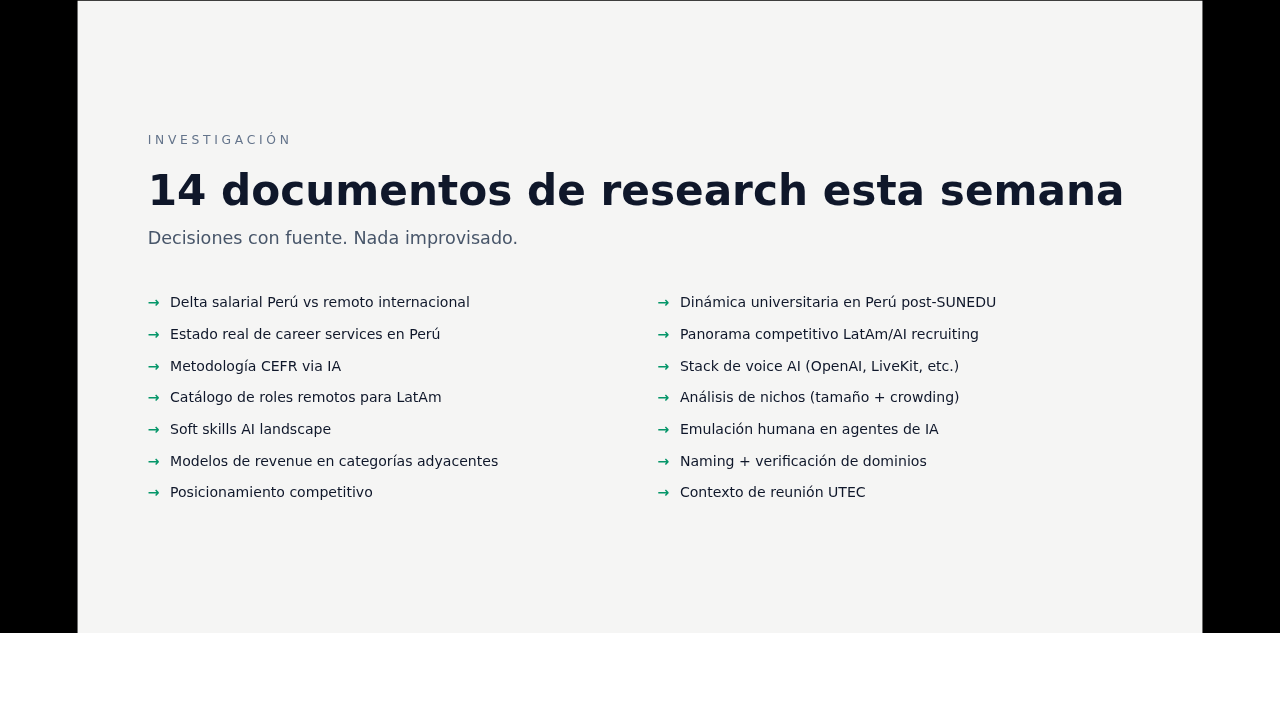 INVESTIGACIÓN
14 documentos de research esta semana
Decisiones con fuente. Nada improvisado.
→ Delta salarial Perú vs remoto internacional
→ Estado real de career services en Perú
→ Metodología CEFR via IA
→ Catálogo de roles remotos para LatAm
→ Soft skills AI landscape
→ Modelos de revenue en categorías adyacentes
→ Posicionamiento competitivo
→ Dinámica universitaria en Perú post-SUNEDU
→ Panorama competitivo LatAm/AI recruiting
→ Stack de voice AI (OpenAI, LiveKit, etc.)
→ Análisis de nichos (tamaño + crowding)
→ Emulación humana en agentes de IA
→ Naming + verificación de dominios
→ Contexto de reunión UTEC